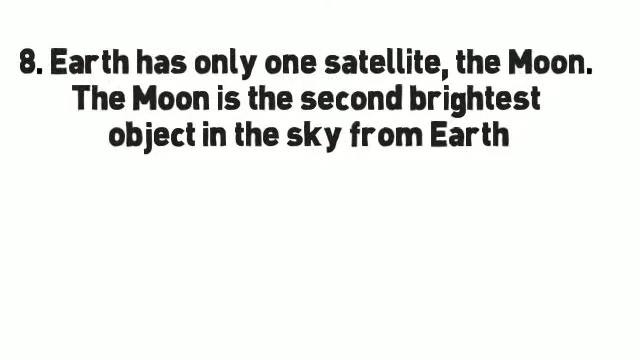 8. Earth has only one satellite, the Moon.
The Moon is the second brightest
object in the sky from Earth